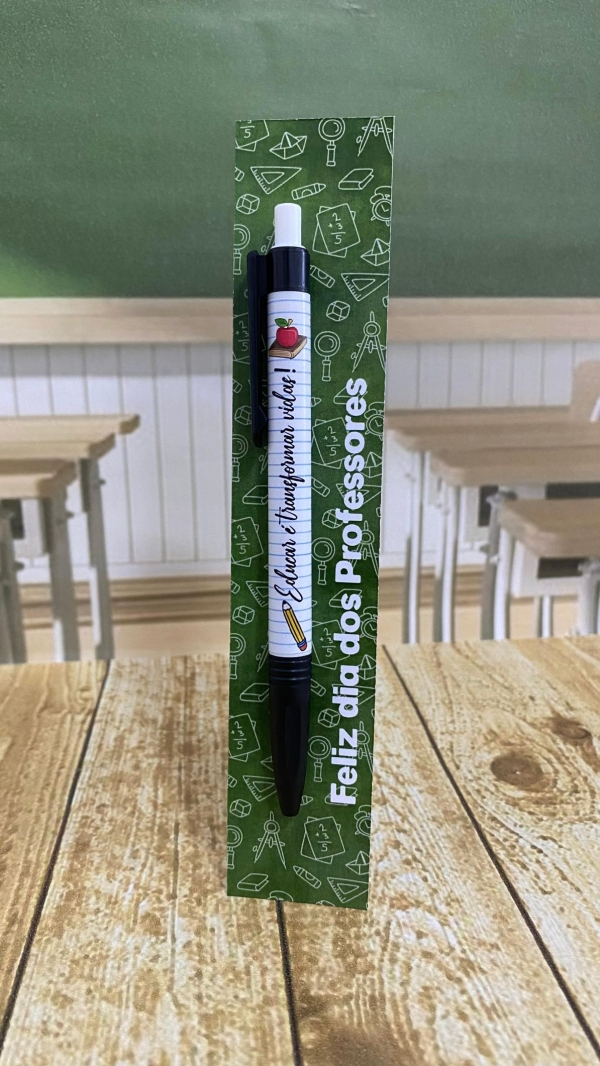 Educar é transformar vidas!
Feliz dia dos Professores